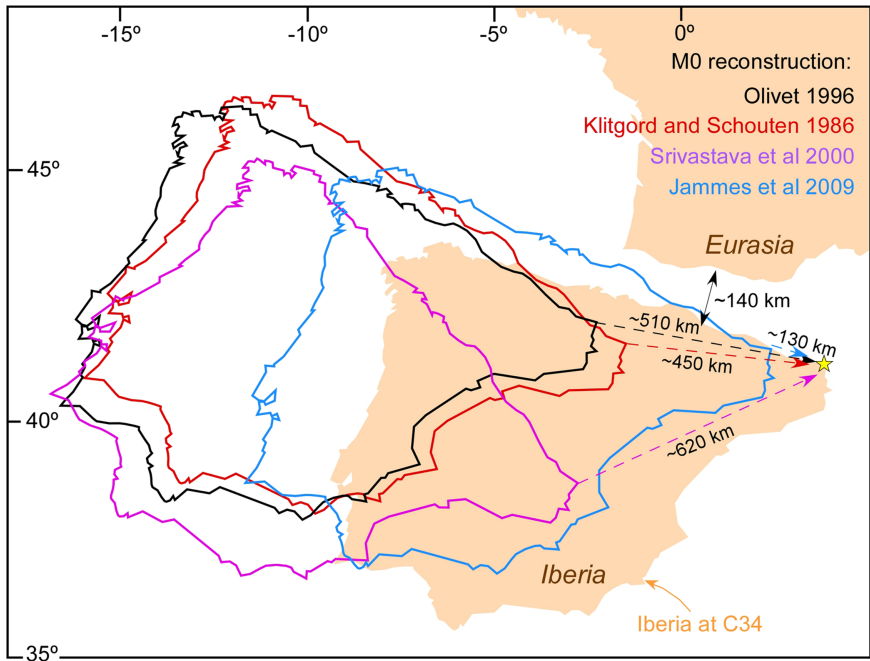 -15º
-10º
-5º
0º
M0 reconstruction:
Olivet 1996
Klitgord and Schouten 1986
Srivastava et al 2000
Jammes et al 2009
45º
Eurasia
~140 km
~510 km
~130 km
~450 km
40º
~620 km
Iberia
Iberia at C34
35º